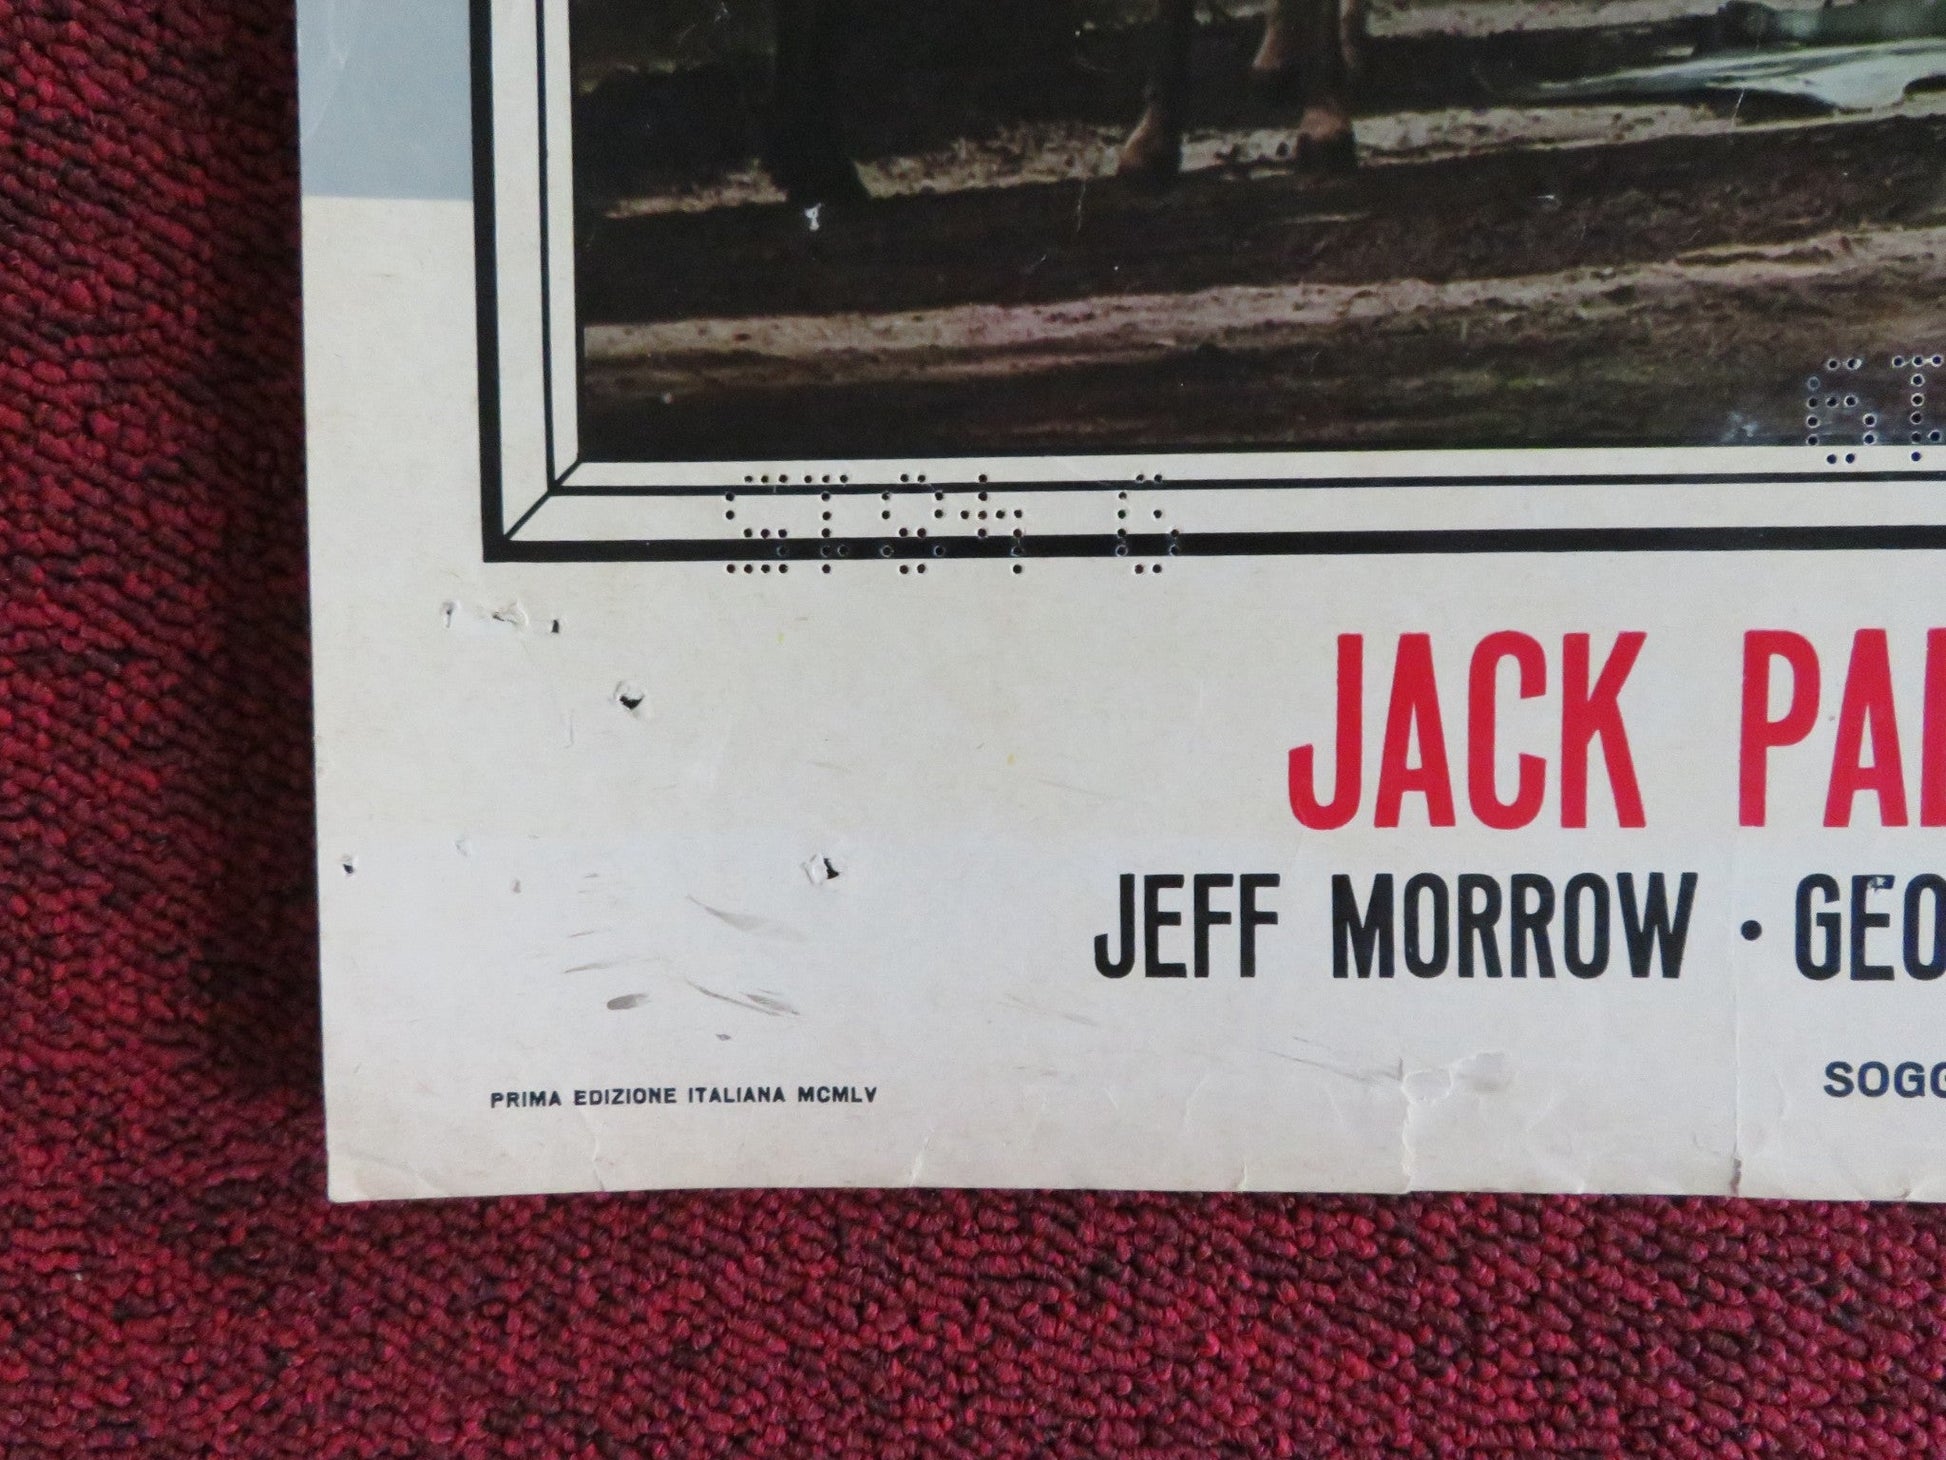 JACK PA
JEFF MORROW · GEO
SOGG
PRIMA EDIZIONE ITALIANA MCMLV